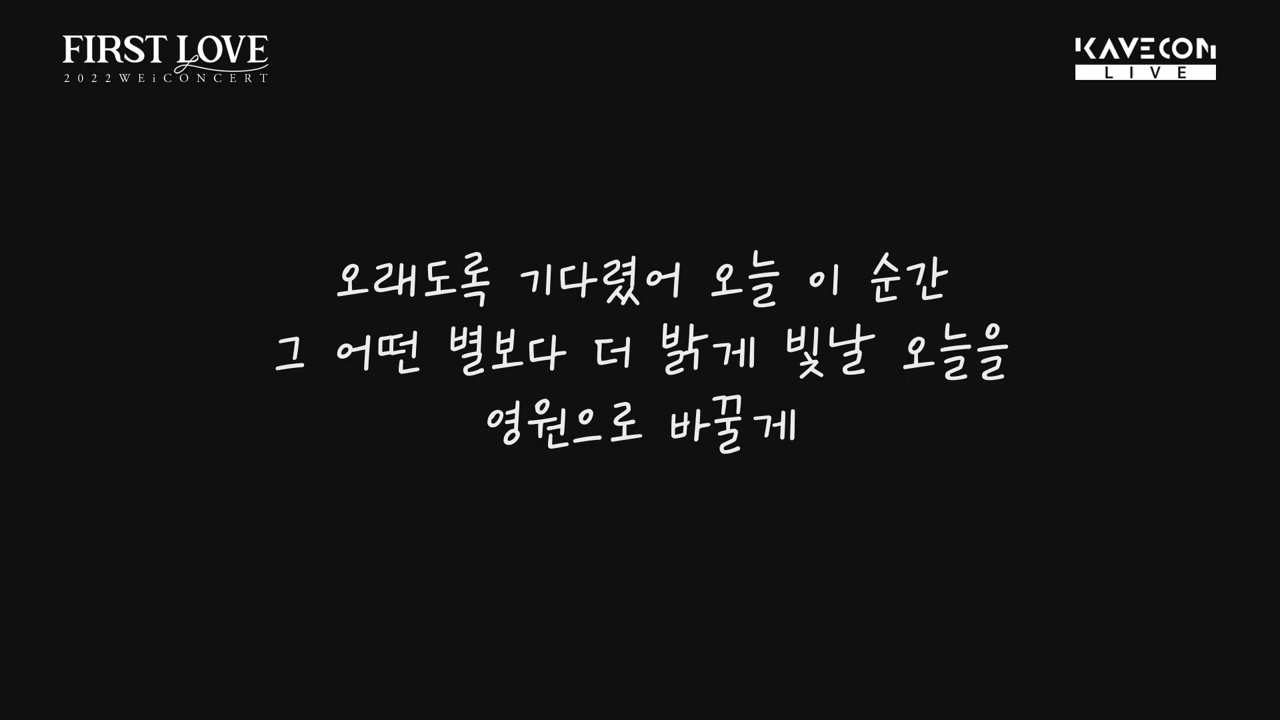 FIRST LOVE
2022 WEi CONCERT
KAVECON
LIVE
오래도록 기다렸어 오늘 이 순간
그 어떤 별보다 더 밝게 빛날 오늘을
영원으로 바꿀게